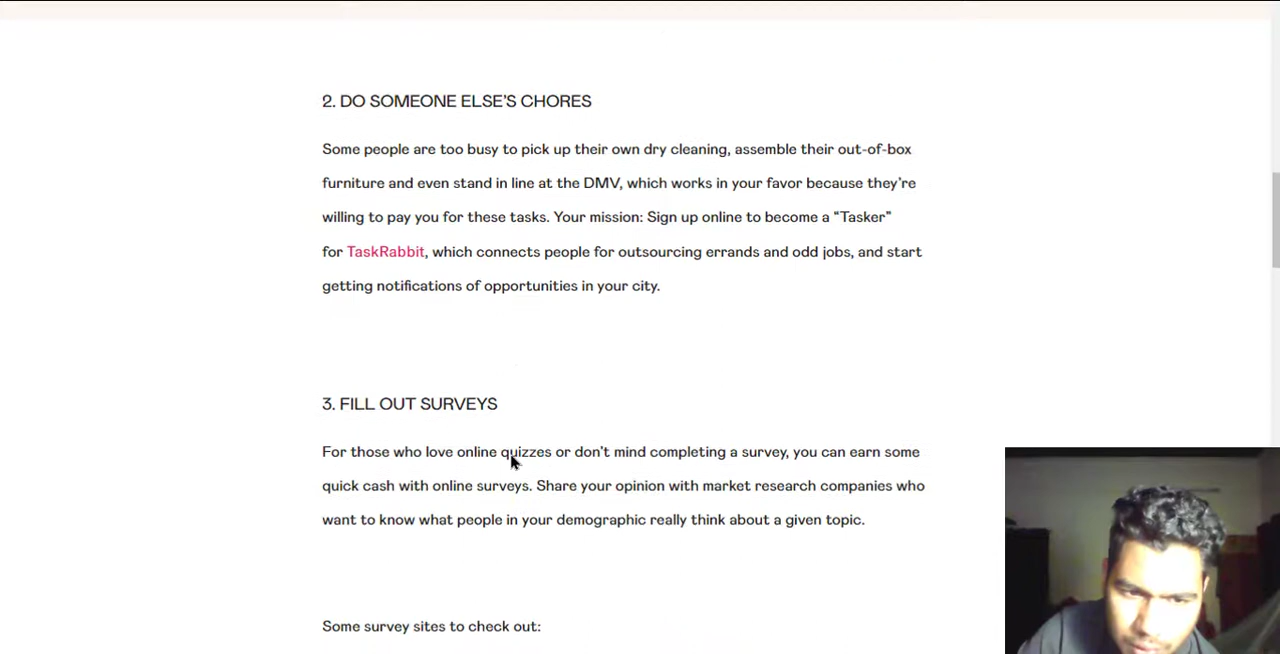 2. DO SOMEONE ELSE'S CHORES
Some people are too busy to pick up their own dry cleaning, assemble their out-of-box
furniture and even stand in line at the DMV, which works in your favor because they’re
willing to pay you for these tasks. Your mission: Sign up online to become a “Tasker”
for TaskRabbit, which connects people for outsourcing errands and odd jobs, and start
getting notifications of opportunities in your city.
3. FILL OUT SURVEYS
For those who love online quizzes or don’t mind completing a survey, you can earn some
quick cash with online surveys. Share your opinion with market research companies who
want to know what people in your demographic really think about a given topic.
Some survey sites to check out: